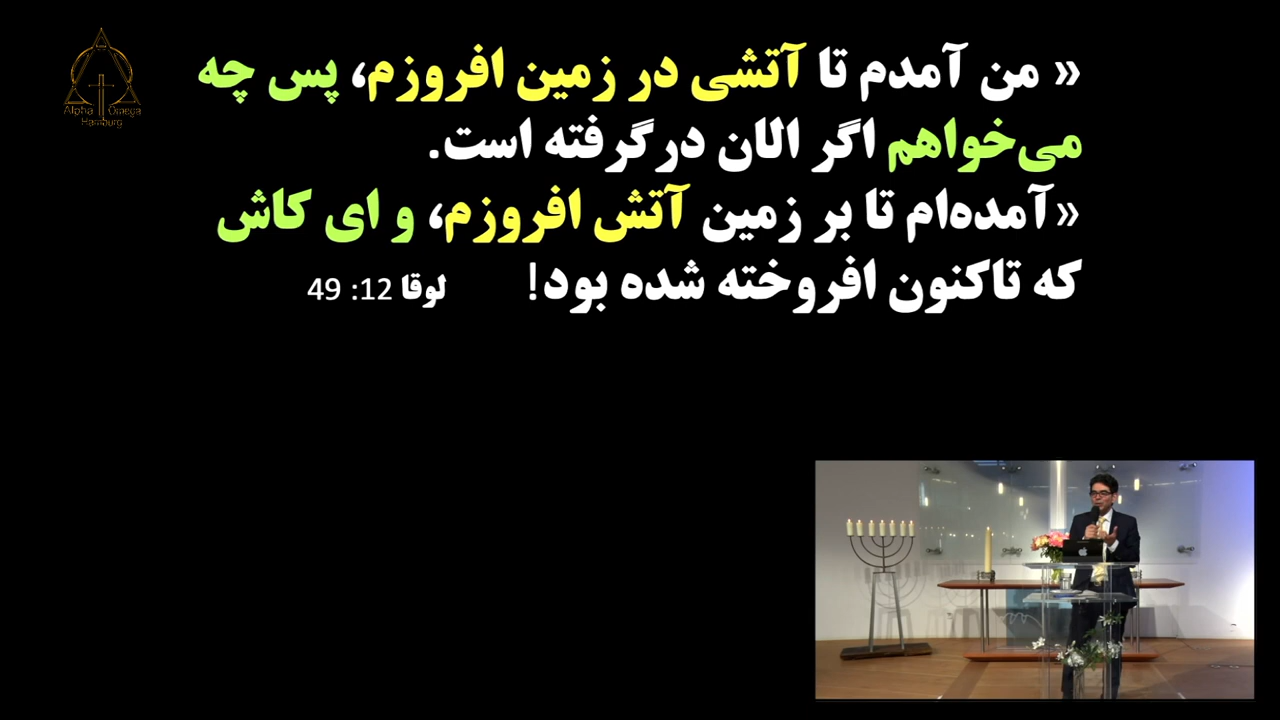 Alpha Omega
Hamburg
« من آمدم تا آتشی در زمین افروزم، پس چه
می‌خواهم اگر الان درگرفته است.
«آمده‌ام تا بر زمین آتش افروزم، و ای کاش
که تاکنون افروخته شده بود! لوقا 12: 49